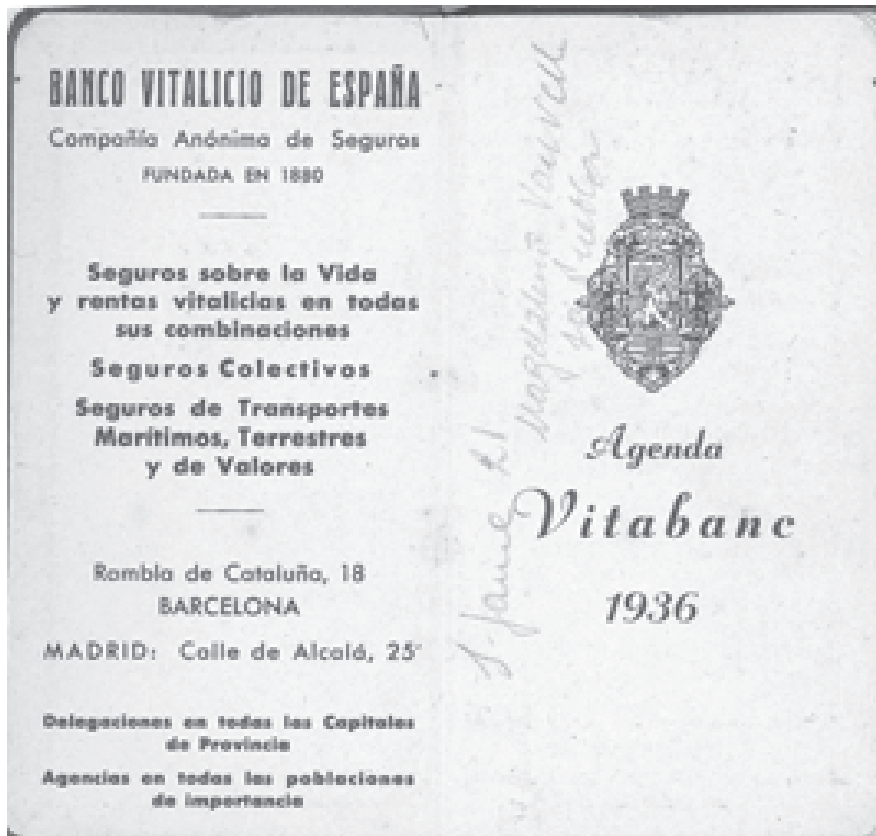 BANCO VITALICIO DE ESPAÑA
Compañía Anónima de Seguros
FUNDADA EN 1880
Seguros sobre la Vida
y rentas vitalicias en todas
sus combinaciones
Seguros Colectivos
Seguros de Transportes
Marítimos, Terrestres
y de Valores
Rambla de Cataluña, 18
BARCELONA
MADRID: Calle de Alcalá, 25
Delegaciones en todas las Capitales
de Provincia
Agencias en todas las poblaciones
de importancia
Agenda
Vitabanc
1936
Magdalena
S. Jaime 21